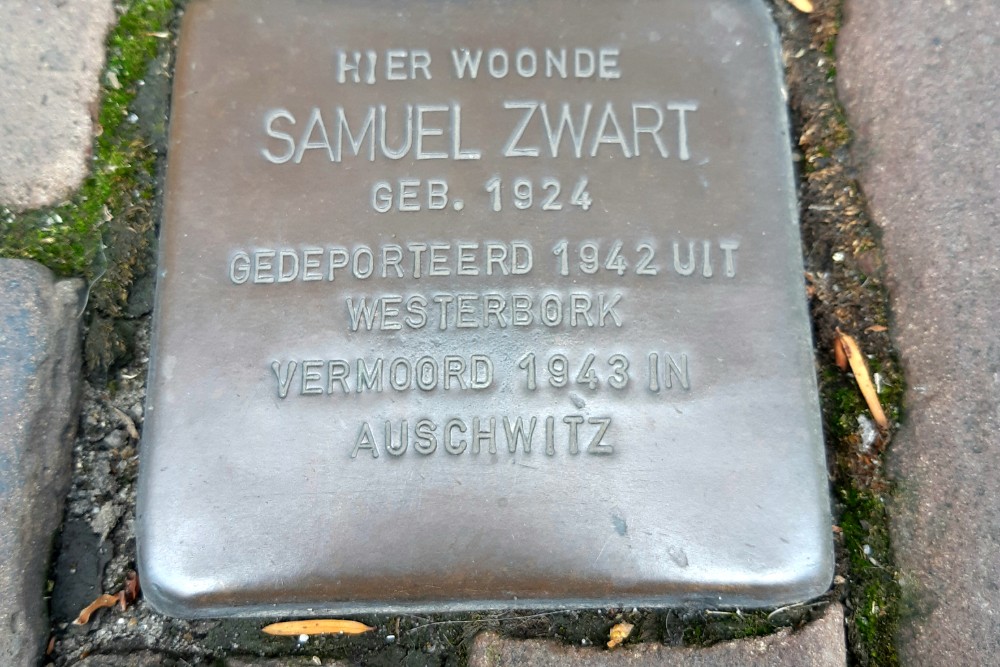 HIER WOONDE
SAMUEL ZWART
GEB. 1924
GEDEPORTEERD 1942 UIT
WESTERBORK
VERMOORD 1943 IN
AUSCHWITZ